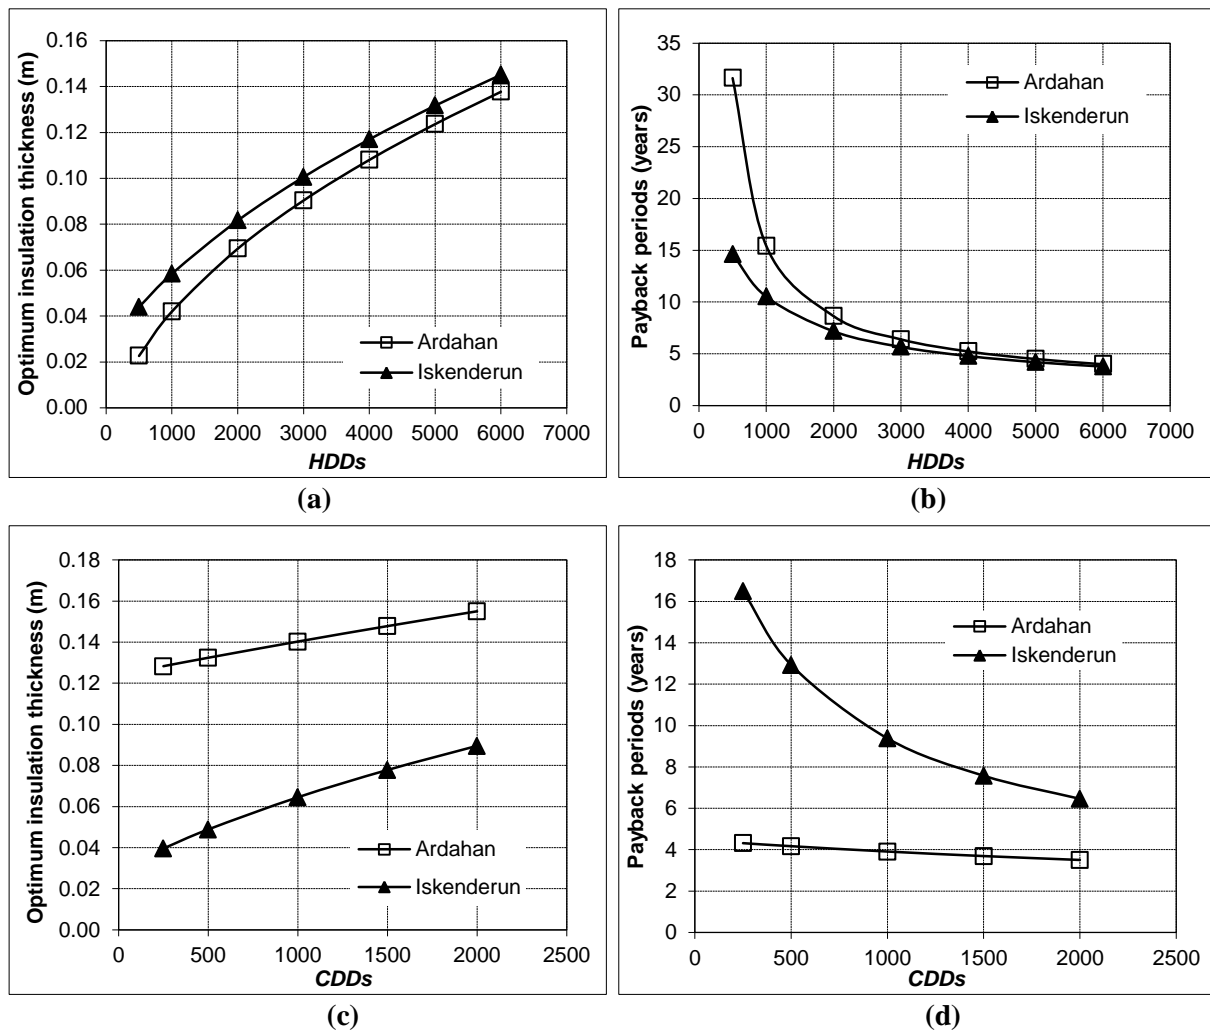 0.16
0.14
0.12
0.10
0.08
0.06
0.04
0.02
0.00
Optimum insulation thickness (m)
Ardahan
Iskenderun
0 1000 2000 3000 4000 5000 6000 7000
HDDs
(a)
35
30
25
20
15
10
5
0
Payback periods (years)
Ardahan
Iskenderun
0 1000 2000 3000 4000 5000 6000 7000
HDDs
(b)
0.18
0.16
0.14
0.12
0.10
0.08
0.06
0.04
0.02
0.00
Optimum insulation thickness (m)
Ardahan
Iskenderun
0 500 1000 1500 2000 2500
CDDs
(c)
18
16
14
12
10
8
6
4
2
0
Payback periods (years)
Ardahan
Iskenderun
0 500 1000 1500 2000 2500
CDDs
(d)